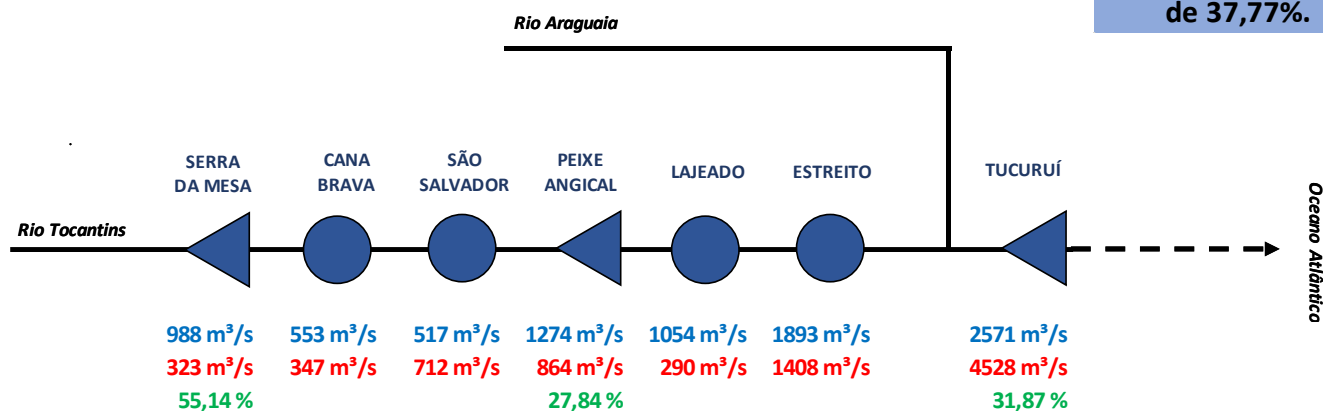 de 37,77%.
Rio Araguaia
SERRA
DA MESA
CANA
BRAVA
SÃO
SALVADOR
PEIXE
ANGICAL
LAJEADO
ESTREITO
TUCURUÍ
Rio Tocantins
Oceano Atlântico
988 m³/s 553 m³/s 517 m³/s 1274 m³/s 1054 m³/s 1893 m³/s 2571 m³/s
323 m³/s 347 m³/s 712 m³/s 864 m³/s 290 m³/s 1408 m³/s 4528 m³/s
55,14 % 27,84 % 31,87 %